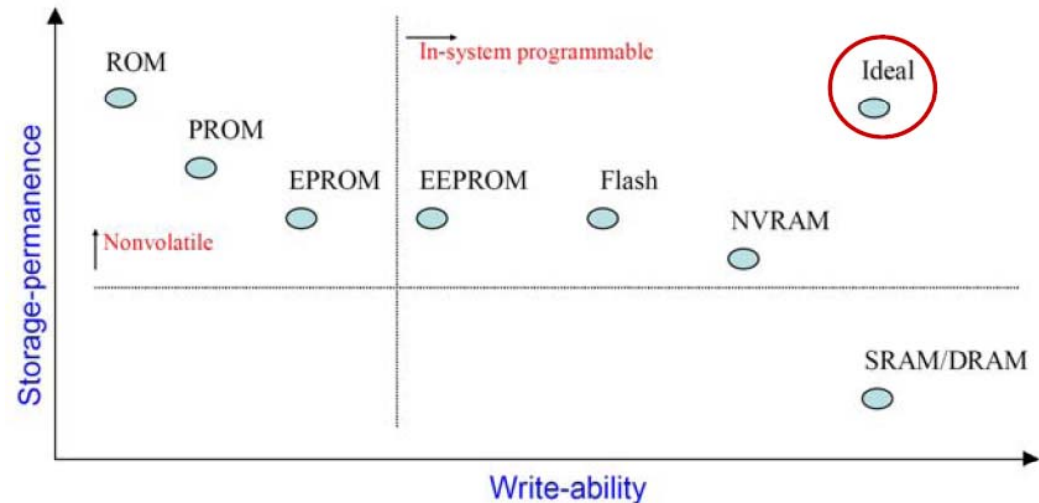 In-system programmable
ROM
Ideal
PROM
EPROM
EEPROM
Flash
NVRAM
Nonvolatile
SRAM/DRAM
Storage-permanence
Write-ability